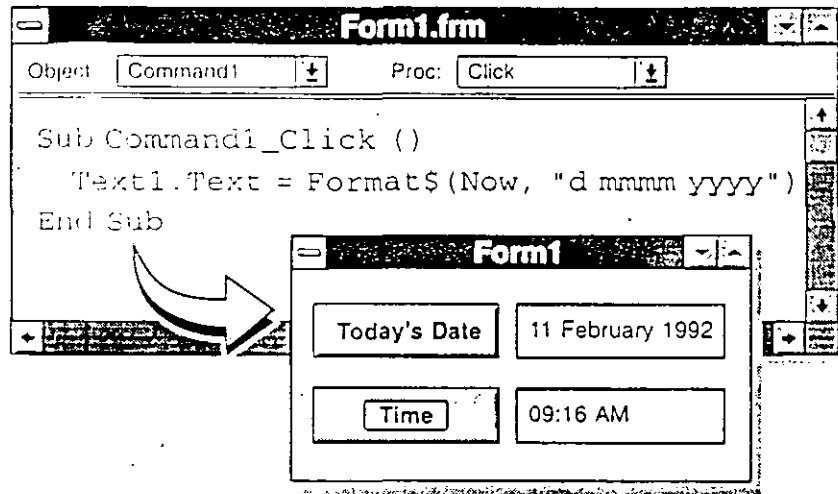 Form1.frm
Object Command1 Proc: Click
Sub Command1_Click ()
Text1.Text = Format$(Now, "d mmmm yyyy")
End Sub
Form1
Today's Date 11 February 1992
Time 09:16 AM